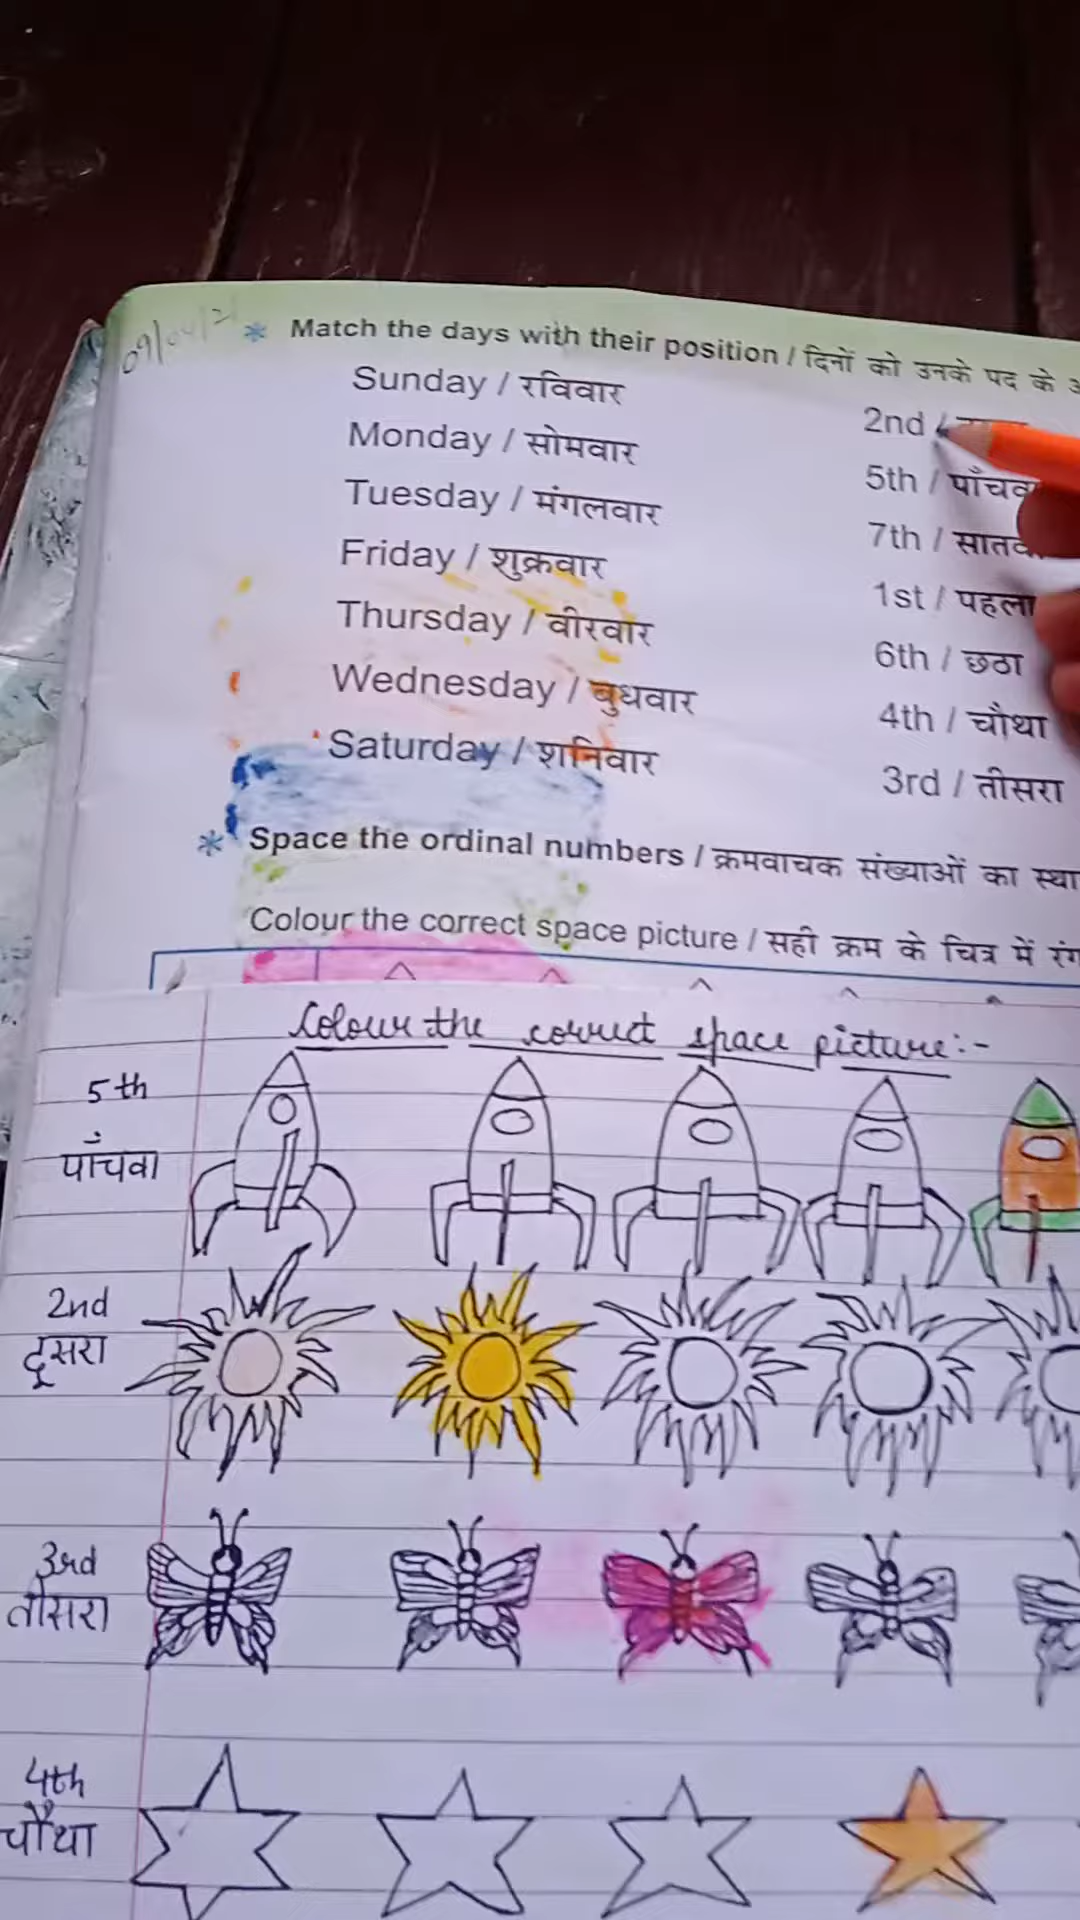 09/04/2
* Match the days with their position / दिनों को उनके पद के
Sunday / रविवार
2nd /
Monday / सोमवार
5th / पाँचवा
Tuesday / मंगलवार
7th / सातवा
Friday / शुक्रवार
1st / पहला
Thursday / वीरवार
6th / छठा
Wednesday / बुधवार
4th / चौथा
Saturday / शनिवार
3rd / तीसरा
* Space the ordinal numbers / क्रमवाचक संख्याओं का
Colour the correct space picture / सही क्रम के चित्र में रंग
Colour the correct space picture :-
5th
पाँचवा
2nd
दूसरा
3rd
तीसरा
4th
चौथा